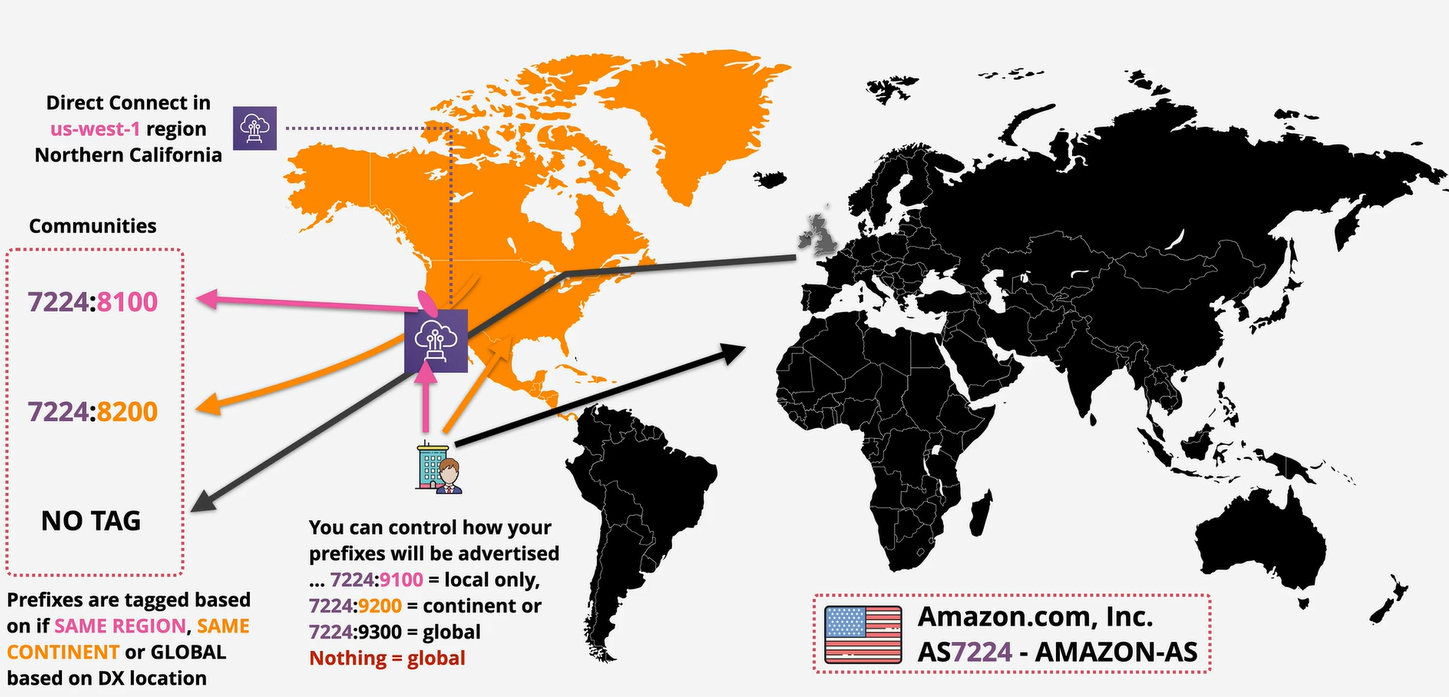 Direct Connect in
us-west-1 region
Northern California
Communities
7224:8100
7224:8200
NO TAG
Prefixes are tagged based
on if SAME REGION, SAME
CONTINENT or GLOBAL
based on DX location
You can control how your
prefixes will be advertised
... 7224:9100 = local only,
7224:9200 = continent or
7224:9300 = global
Nothing = global
Amazon.com, Inc.
AS7224 - AMAZON-AS